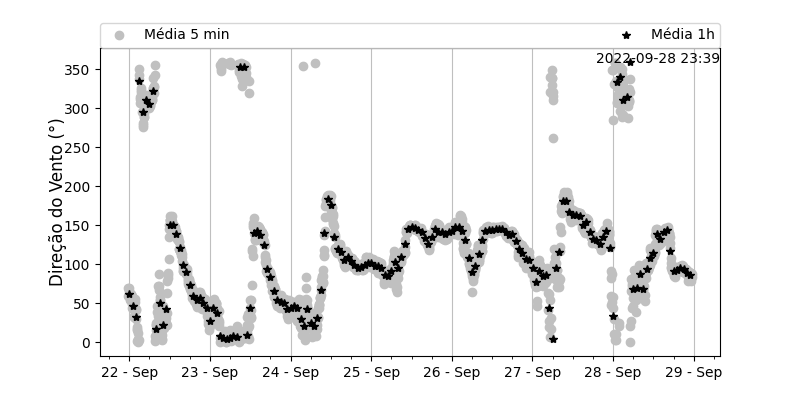 Média 5 min
Média 1h
2022-09-28 23:39
Direção do Vento (°)
350
300
250
200
150
100
50
0
22 - Sep
23 - Sep
24 - Sep
25 - Sep
26 - Sep
27 - Sep
28 - Sep
29 - Sep